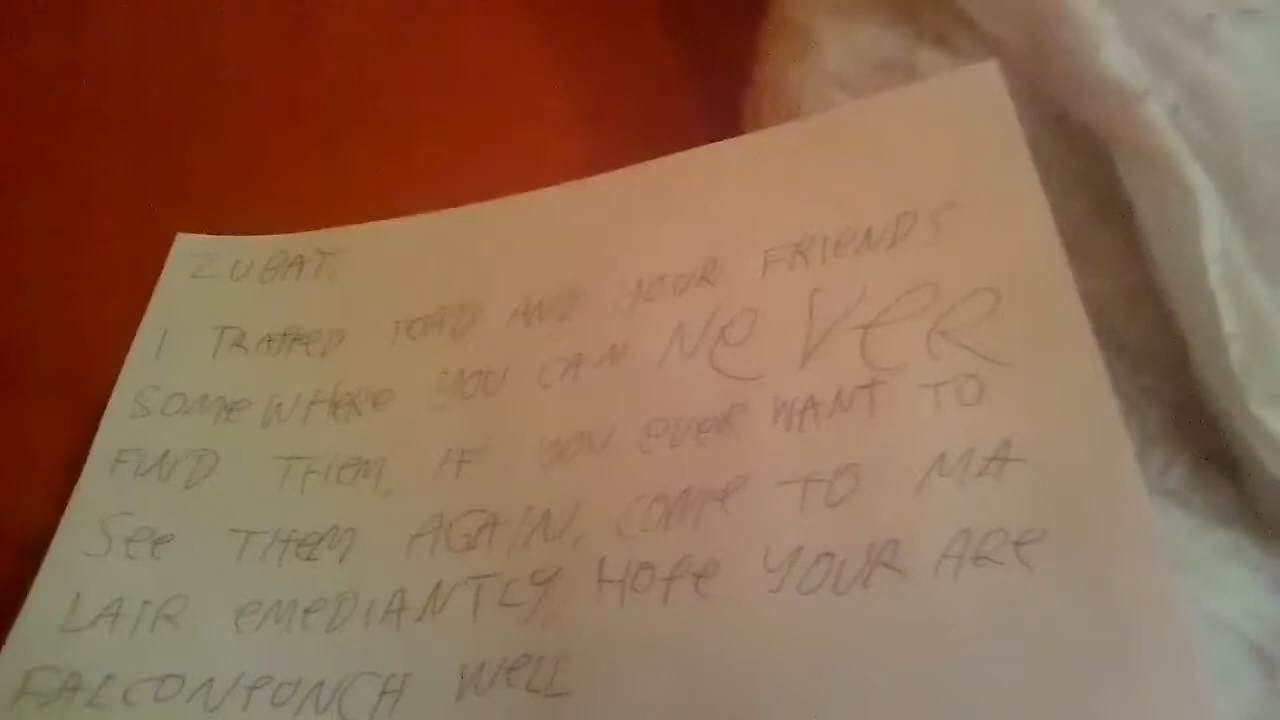 ZUBAT.
I TRAPPED TOAD AND YOUR FRIENDS
SOMEWHERE YOU CAN NeVeR
FIND THEM, IF YOU eveR WANT TO
See THEM AGAIN, COMe TO MA
LAIR emeDIANTLY, HOPe YOUR ARe
FALCONPUNCH WeLL